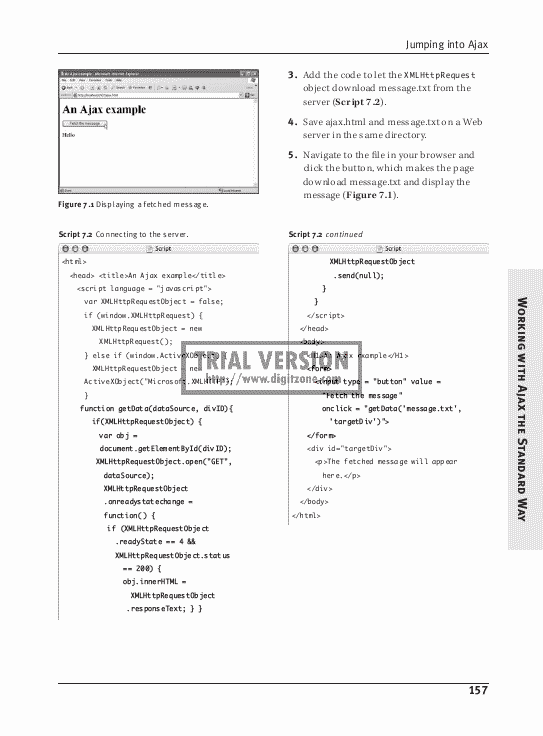 Jumping into Ajax
An Ajax example
Fetch the message
Hello
Figure 7.1 Displaying a fetched message.
3. Add the code to let the XMLHttpRequest
object download message.txt from the
server (Script 7.2).
4. Save ajax.html and message.txt on a Web
server in the same directory.
5. Navigate to the file in your browser and
click the button, which makes the page
download message.txt and display the
message (Figure 7.1).
Script 7.2 Connecting to the server.
Script
<html>
<head> <title>An Ajax example</title>
<script language = "javascript">
var XMLHttpRequestObject = false;
if (window.XMLHttpRequest) {
XMLHttpRequestObject = new
XMLHttpRequest();
} else if (window.ActiveXObject) {
XMLHttpRequestObject = new
ActiveXObject("Microsoft.XMLHTTP");
}
function getData(dataSource, divID){
if(XMLHttpRequestObject) {
var obj =
document.getElementById(divID);
XMLHttpRequestObject.open("GET",
dataSource);
XMLHttpRequestObject
.onreadystatechange =
function() {
if (XMLHttpRequestObject
.readyState == 4 &&
XMLHttpRequestObject.status
== 200) {
obj.innerHTML =
XMLHttpRequestObject
.responseText; } }
Script 7.2 continued
Script
XMLHttpRequestObject
.send(null);
}
}
</script>
</head>
<body>
<H1>An Ajax example</H1>
<form>
<input type = "button" value =
"Fetch the message"
onclick = "getData('message.txt',
'targetDiv')">
</form>
<div id="targetDiv">
<p>The fetched message will appear
here.</p>
</div>
</body>
</html>
TRIAL VERSION
http://www.digitzone.com
Working with Ajax the Standard Way
157